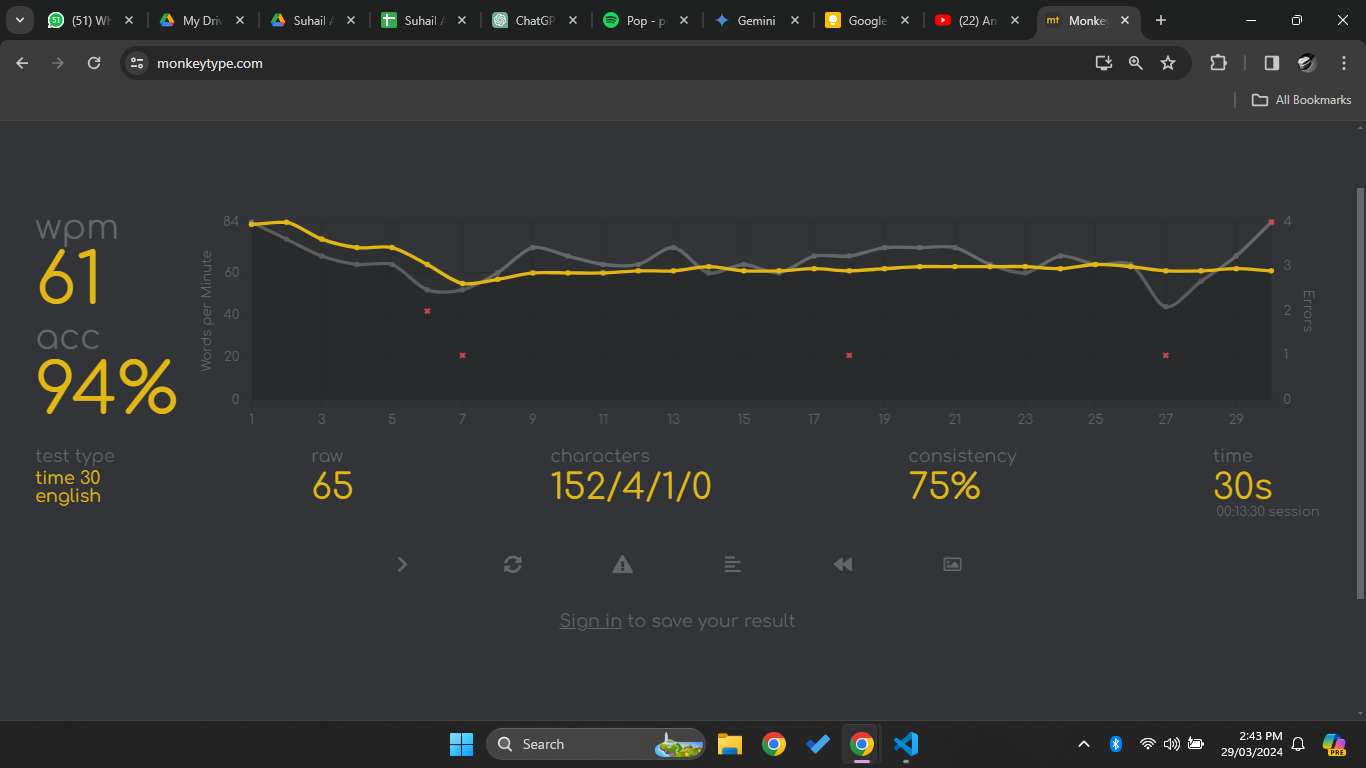 (51) Wh
My Driv
Suhail A
Suhail A
ChatGP
Pop - pl
Gemini
Google
(22) An
mt Monkey
monkeytype.com
All Bookmarks
wpm
61
acc
94%
84
60
40
20
0
Words per Minute
4
3
2
1
0
Errors
1 3 5 7 9 11 13 15 17 19 21 23 25 27 29
test type
time 30
english
raw
65
characters
152/4/1/0
consistency
75%
time
30s
00:13:30 session
Sign in to save your result
Search
2:43 PM
29/03/2024
PRE